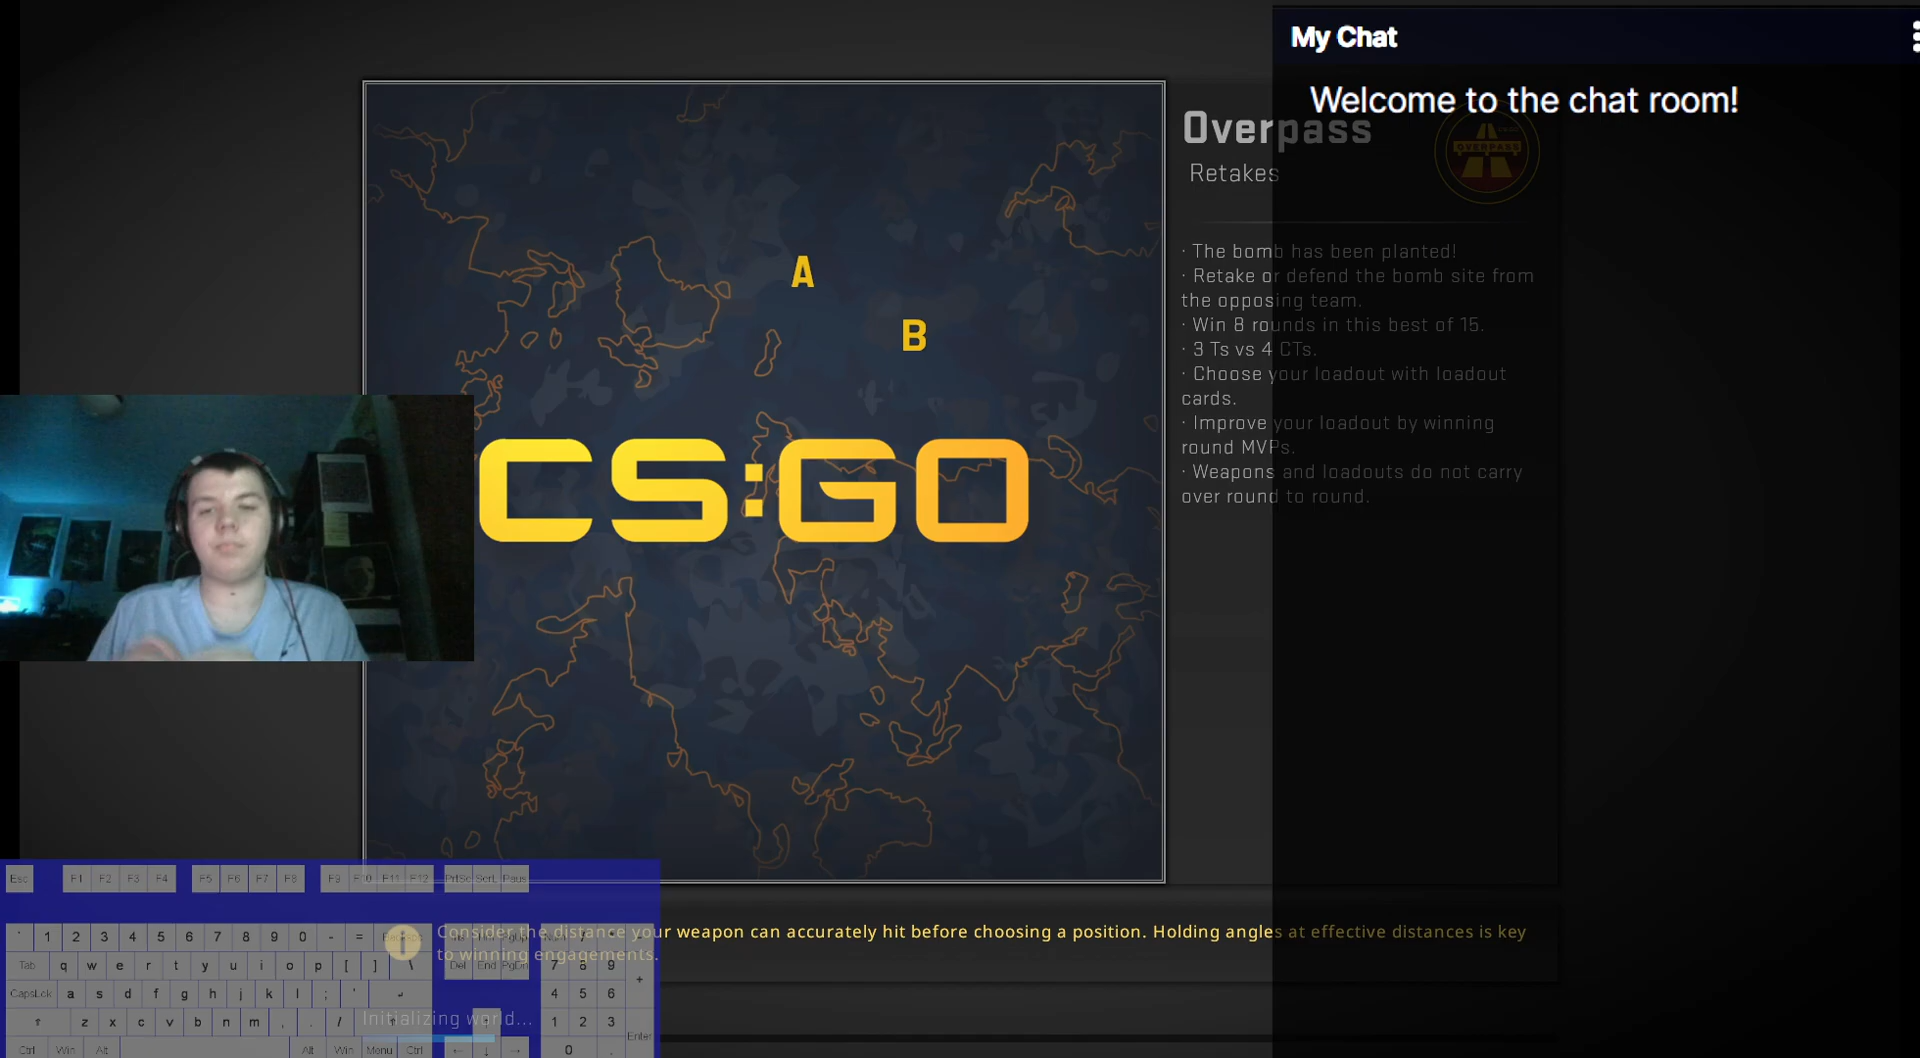 My Chat
Welcome to the chat room!
Overpass
OVERPASS
Retakes
· The bomb has been planted!
· Retake or defend the bomb site from
the opposing team.
· Win 8 rounds in this best of 15.
· 3 Ts vs 4 CTs.
· Choose your loadout with loadout
cards.
· Improve your loadout by winning
round MVPs.
· Weapons and loadouts do not carry
over round to round.
A
B
CS:GO
Esc F1 F2 F3 F4 F5 F6 F7 F8 F9 F10 F11 F12 PrtSc ScrL Paus
Consider the distance your weapon can accurately hit before choosing a position. Holding angles at effective distances is key
to winning engagements.
` 1 2 3 4 5 6 7 8 9 0 - =
Tab q w e r t y u i o p [ ] \ Del End PgDn 7 8 9 +
CapsLck a s d f g h j k l ; ' 4 5 6
z x c v b n m , . / 1 2 3 Enter
Initializing world...
Ctrl Win Alt Alt Win Menu Ctrl ← ↓ → 0 .